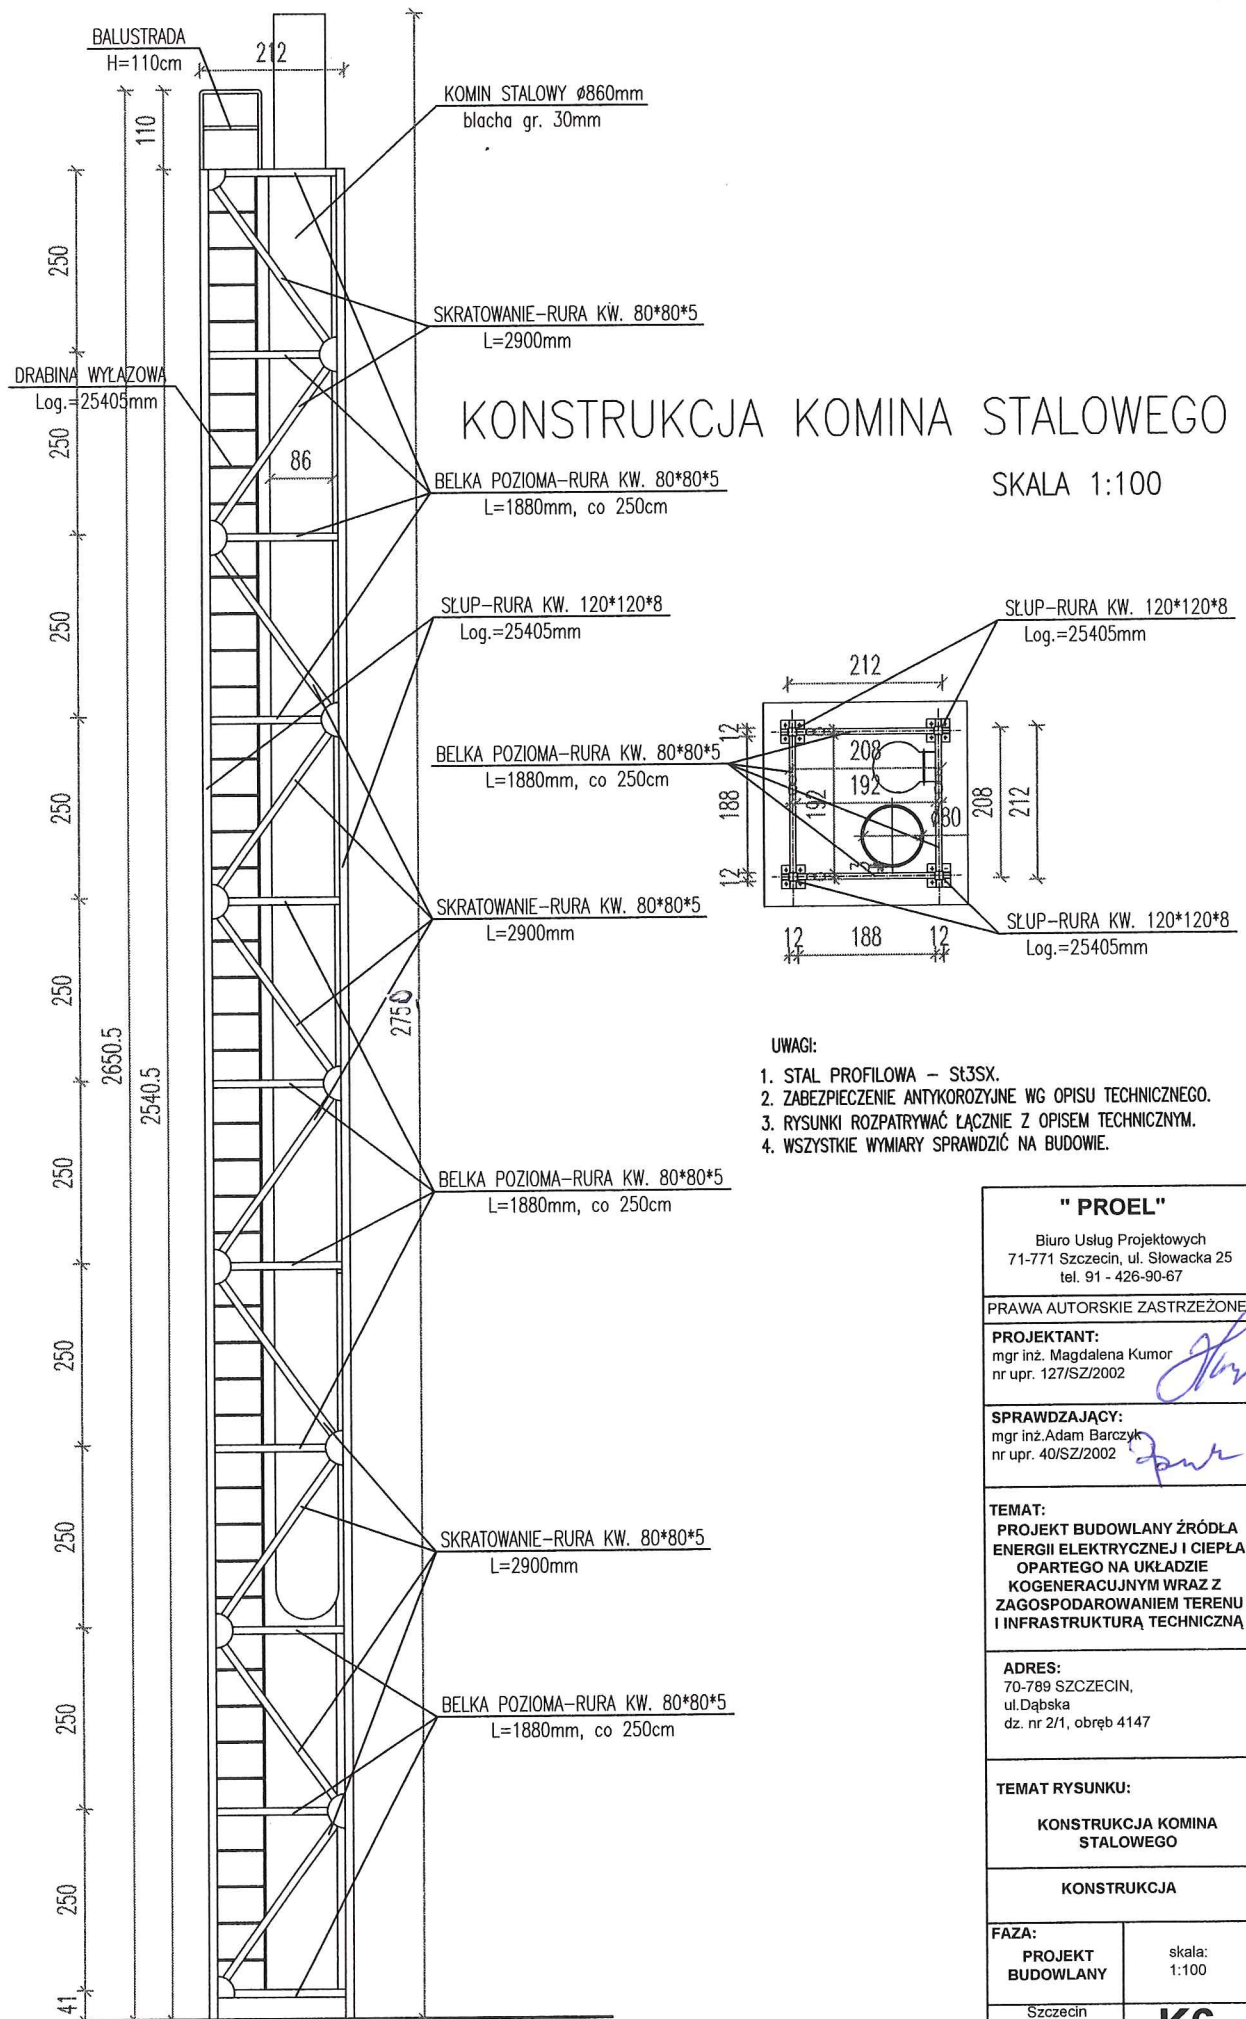 BALUSTRADA
H=110cm
212
KOMIN STALOWY ø860mm
blacha gr. 30mm
110
250
SKRATOWANIE-RURA KW. 80*80*5
L=2900mm
DRABINA WYŁAZOWA
Log.=25405mm
250
KONSTRUKCJA KOMINA STALOWEGO
SKALA 1:100
86
BELKA POZIOMA-RURA KW. 80*80*5
L=1880mm, co 250cm
250
SŁUP-RURA KW. 120*120*8
Log.=25405mm
SŁUP-RURA KW. 120*120*8
Log.=25405mm
212
12
BELKA POZIOMA-RURA KW. 80*80*5
L=1880mm, co 250cm
208
192
188
192
208
212
12
12
188
12
250
SKRATOWANIE-RURA KW. 80*80*5
L=2900mm
SŁUP-RURA KW. 120*120*8
Log.=25405mm
250
2750
2650.5
2540.5
UWAGI:
1. STAL PROFILOWA – St3SX.
2. ZABEZPIECZENIE ANTYKOROZYJNE WG OPISU TECHNICZNEGO.
3. RYSUNKI ROZPATRYWAĆ ŁĄCZNIE Z OPISEM TECHNICZNYM.
4. WSZYSTKIE WYMIARY SPRAWDZIĆ NA BUDOWIE.
250
BELKA POZIOMA-RURA KW. 80*80*5
L=1880mm, co 250cm
250
250
SKRATOWANIE-RURA KW. 80*80*5
L=2900mm
250
BELKA POZIOMA-RURA KW. 80*80*5
L=1880mm, co 250cm
250
41
" PROEL"
Biuro Usług Projektowych
71-771 Szczecin, ul. Słowacka 25
tel. 91 - 426-90-67
PRAWA AUTORSKIE ZASTRZEŻONE
PROJEKTANT:
mgr inż. Magdalena Kumor
nr upr. 127/SZ/2002
SPRAWDZAJĄCY:
mgr inż.Adam Barczyk
nr upr. 40/SZ/2002
TEMAT:
PROJEKT BUDOWLANY ŹRÓDŁA
ENERGII ELEKTRYCZNEJ I CIEPŁA
OPARTEGO NA UKŁADZIE
KOGENERACUJNYM WRAZ Z
ZAGOSPODAROWANIEM TERENU
I INFRASTRUKTURĄ TECHNICZNĄ
ADRES:
70-789 SZCZECIN,
ul.Dąbska
dz. nr 2/1, obręb 4147
TEMAT RYSUNKU:
KONSTRUKCJA KOMINA
STALOWEGO
KONSTRUKCJA
FAZA:
PROJEKT
BUDOWLANY
skala:
1:100
Szczecin